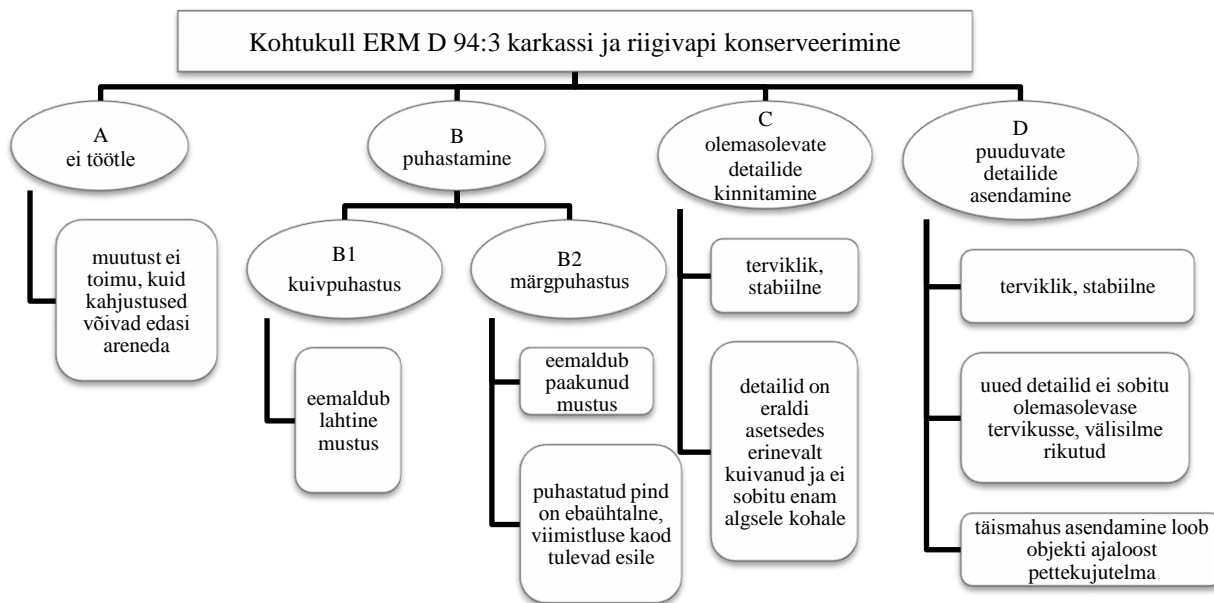 Kohtukull ERM D 94:3 karkassi ja riigivapi konserveerimine
A
ei töötle
muutust ei
toimu, kuid
kahjustused
võivad edasi
areneda
B
puhastamine
B1
kuivpuhastus
eemaldub
lahtine
mustus
B2
märgpuhastus
eemaldub
paakunud
mustus
puhastatud pind
on ebaühtalne,
viimistluse kaod
tulevad esile
C
olemasolevate
detailide
kinnitamine
terviklik,
stabiilne
detailid on
eraldi
asetsedes
erinevalt
kuivanud ja ei
sobitu enam
algsele kohale
D
puuduvate
detailide
asendamine
terviklik, stabiilne
uued detailid ei sobitu
olemasolevase
tervikusse, välisilme
rikutud
täismahus asendamine loob
objekti ajaloost
pettekujutelma